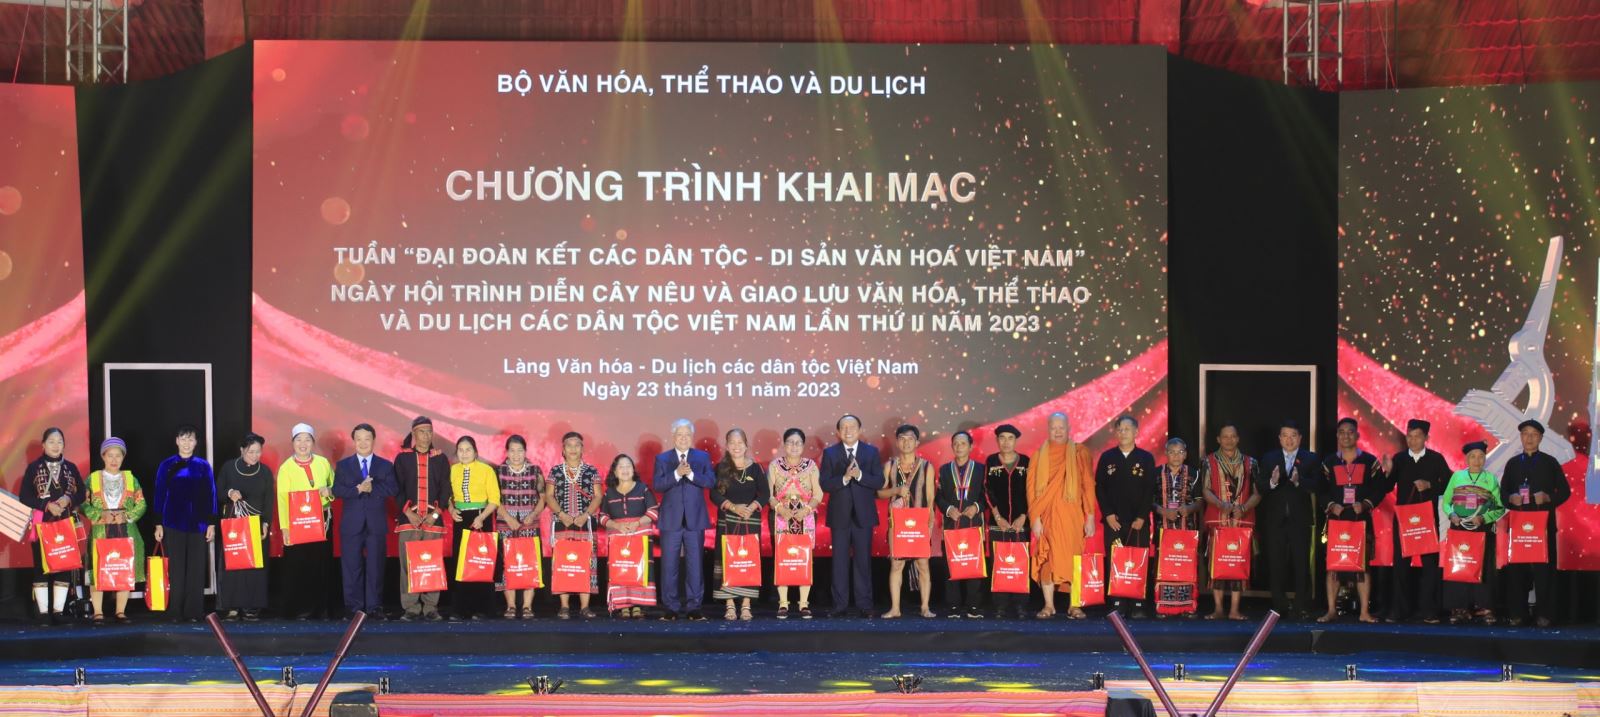 BỘ VĂN HÓA, THỂ THAO VÀ DU LỊCH
CHƯƠNG TRÌNH KHAI MẠC
TUẦN “ĐẠI ĐOÀN KẾT CÁC DÂN TỘC - DI SẢN VĂN HOÁ VIỆT NAM”
NGÀY HỘI TRÌNH DIỄN CÂY NÊU VÀ GIAO LƯU VĂN HÓA, THỂ THAO
VÀ DU LỊCH CÁC DÂN TỘC VIỆT NAM LẦN THỨ II NĂM 2023
Làng Văn hóa - Du lịch các dân tộc Việt Nam
Ngày 23 tháng 11 năm 2023